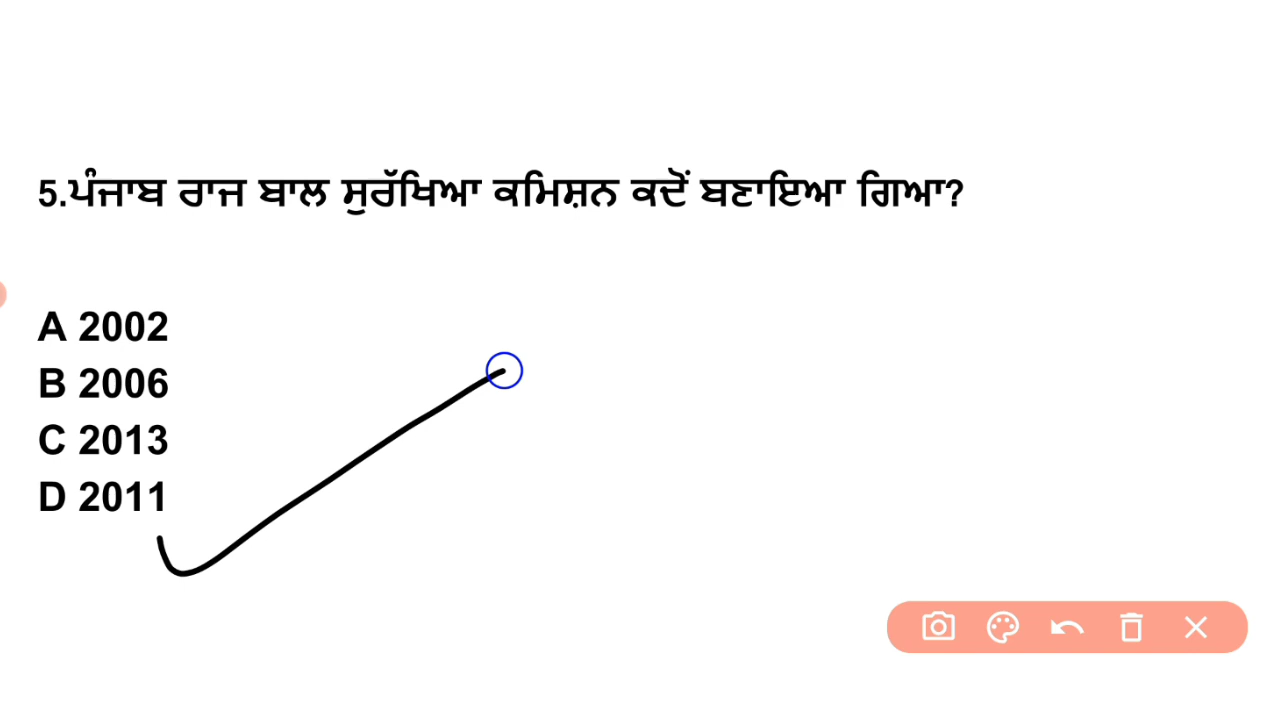 5.ਪੰਜਾਬ ਰਾਜ ਬਾਲ ਸੁਰੱਖਿਆ ਕਮਿਸ਼ਨ ਕਦੋਂ ਬਣਾਇਆ ਗਿਆ?
A 2002
B 2006
C 2013
D 2011